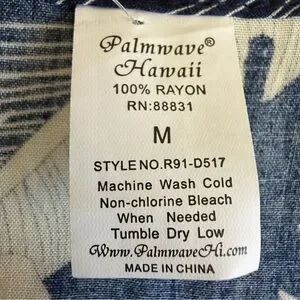 Palmwave®
Hawaii
100% RAYON
RN:88831
M
STYLE NO.R91-D517
Machine Wash Cold
Non-chlorine Bleach
When Needed
Tumble Dry Low
Www.PalmwaveHi.com
MADE IN CHINA